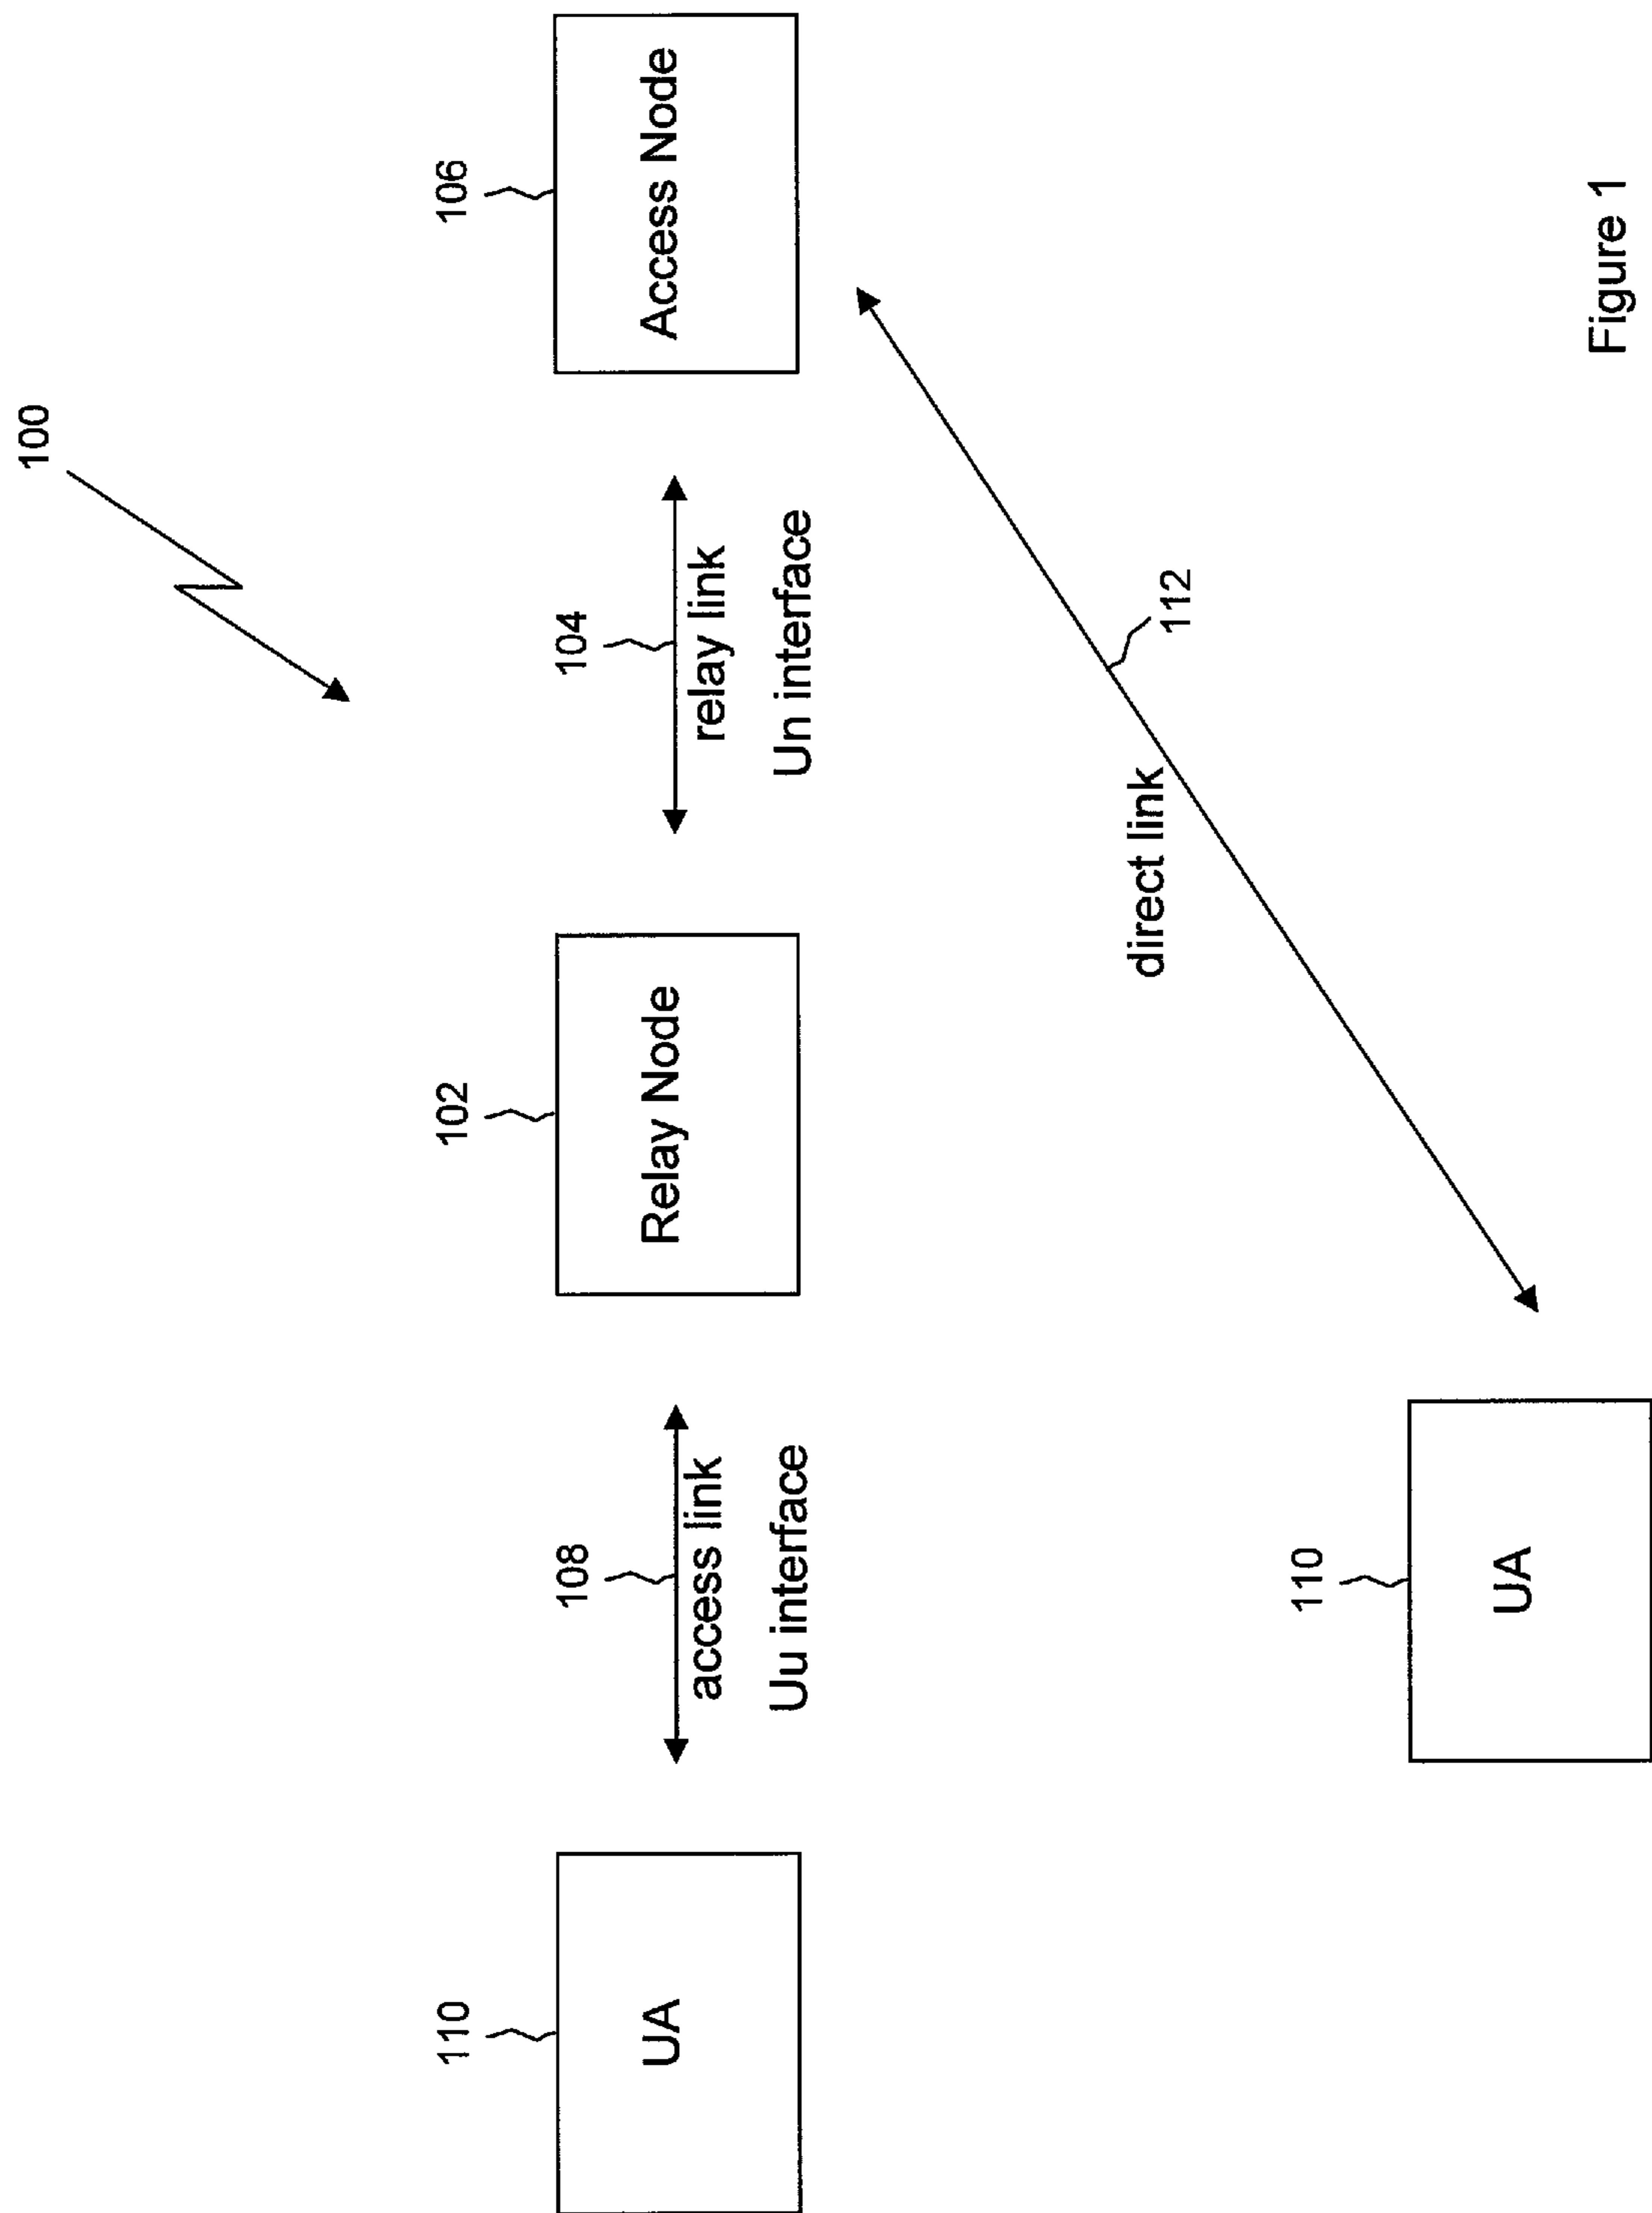 100
110
108
102
104
106
UA
access link
Uu interface
Relay Node
relay link
Un interface
Access Node
direct link
112
110
UA
Figure 1